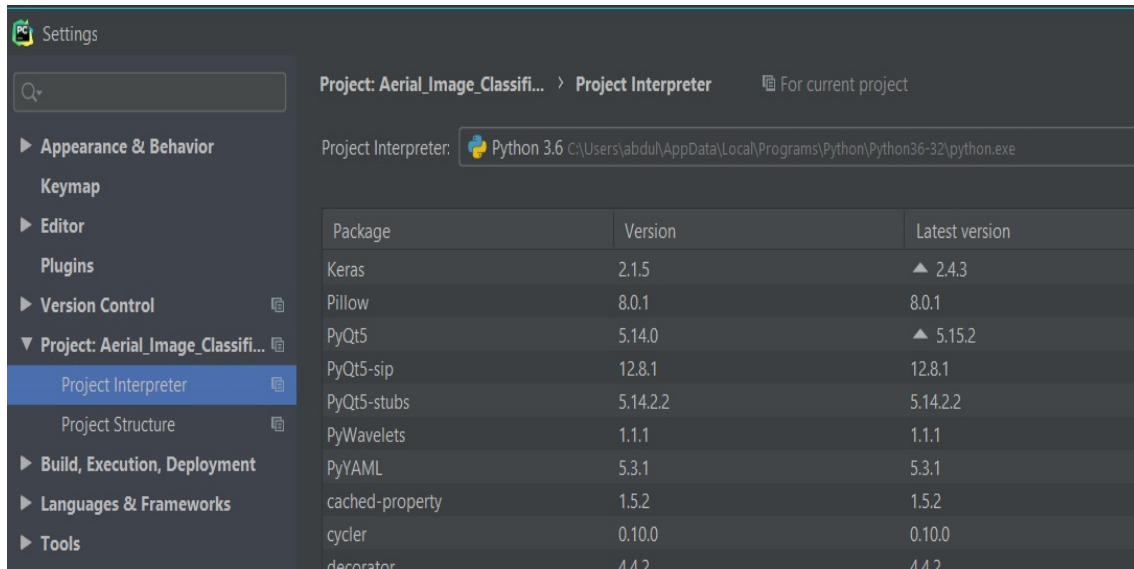 PC
Settings
Project: Aerial_Image_Classifi... > Project Interpreter For current project
Project Interpreter: Python 3.6 C:\Users\abdul\AppData\Local\Programs\Python\Python36-32\python.exe
Appearance & Behavior
Keymap
Editor
Plugins
Version Control
Project: Aerial_Image_Classifi...
Project Interpreter
Project Structure
Build, Execution, Deployment
Languages & Frameworks
Tools
Package Version Latest version
Keras 2.1.5 ▲ 2.4.3
Pillow 8.0.1 8.0.1
PyQt5 5.14.0 ▲ 5.15.2
PyQt5-sip 12.8.1 12.8.1
PyQt5-stubs 5.14.2.2 5.14.2.2
PyWavelets 1.1.1 1.1.1
PyYAML 5.3.1 5.3.1
cached-property 1.5.2 1.5.2
cycler 0.10.0 0.10.0
decorator 4.4.2 4.4.2